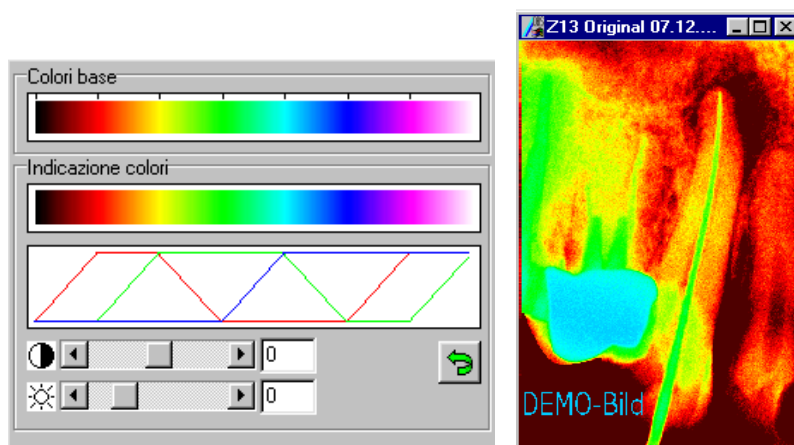 Colori base
Indicazione colori
0
0
Z13 Original 07.12....
DEMO-Bild